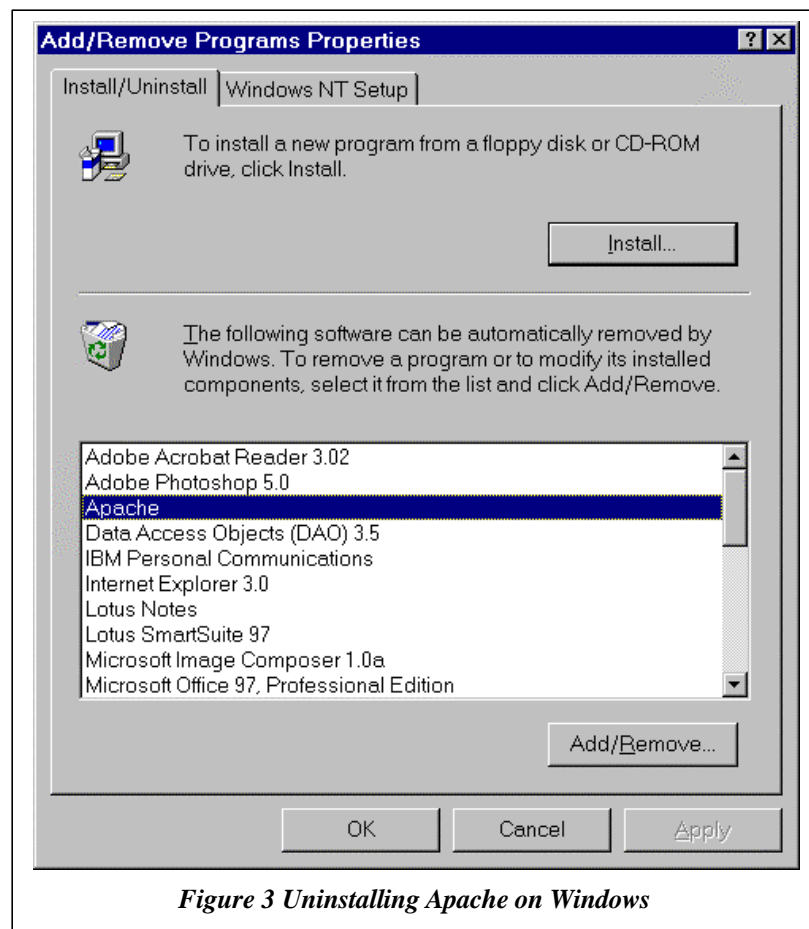 Add/Remove Programs Properties
Install/Uninstall
Windows NT Setup
To install a new program from a floppy disk or CD-ROM
drive, click Install.
Install...
The following software can be automatically removed by
Windows. To remove a program or to modify its installed
components, select it from the list and click Add/Remove.
Adobe Acrobat Reader 3.02
Adobe Photoshop 5.0
Apache
Data Access Objects (DAO) 3.5
IBM Personal Communications
Internet Explorer 3.0
Lotus Notes
Lotus SmartSuite 97
Microsoft Image Composer 1.0a
Microsoft Office 97, Professional Edition
Add/Remove...
OK
Cancel
Apply
Figure 3 Uninstalling Apache on Windows